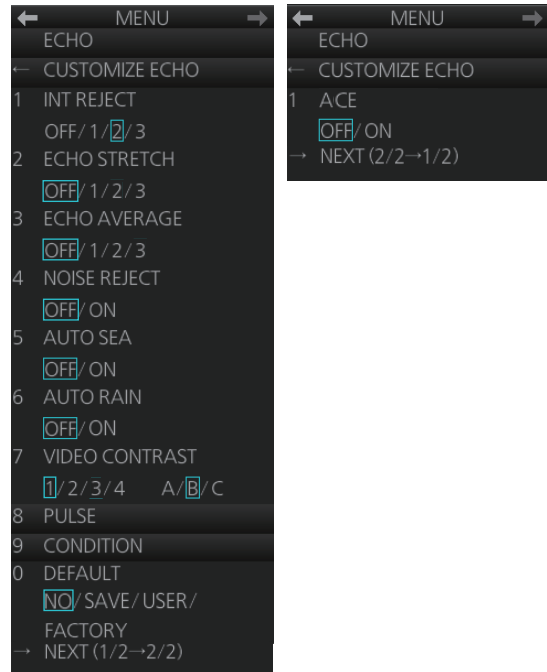 ← MENU →
ECHO
← CUSTOMIZE ECHO
1 INT REJECT
OFF/1/2/3
2 ECHO STRETCH
OFF/1/2/3
3 ECHO AVERAGE
OFF/1/2/3
4 NOISE REJECT
OFF/ON
5 AUTO SEA
OFF/ON
6 AUTO RAIN
OFF/ON
7 VIDEO CONTRAST
1/2/3/4 A/B/C
8 PULSE
9 CONDITION
0 DEFAULT
NO/SAVE/USER/
FACTORY
→ NEXT (1/2→2/2)
← MENU →
ECHO
← CUSTOMIZE ECHO
1 ACE
OFF/ON
→ NEXT (2/2→1/2)